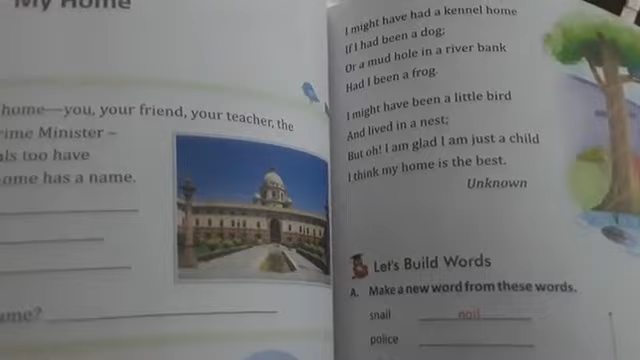 My Home
home—you, your friend, your teacher, the
rime Minister –
ls too have
ome has a name.
ame?
I might have had a kennel home
If I had been a dog;
Or a mud hole in a river bank
Had I been a frog.
I might have been a little bird
And lived in a nest;
But oh! I am glad I am just a child
I think my home is the best.
Unknown
Let's Build Words
A. Make a new word from these words.
snail nail
police